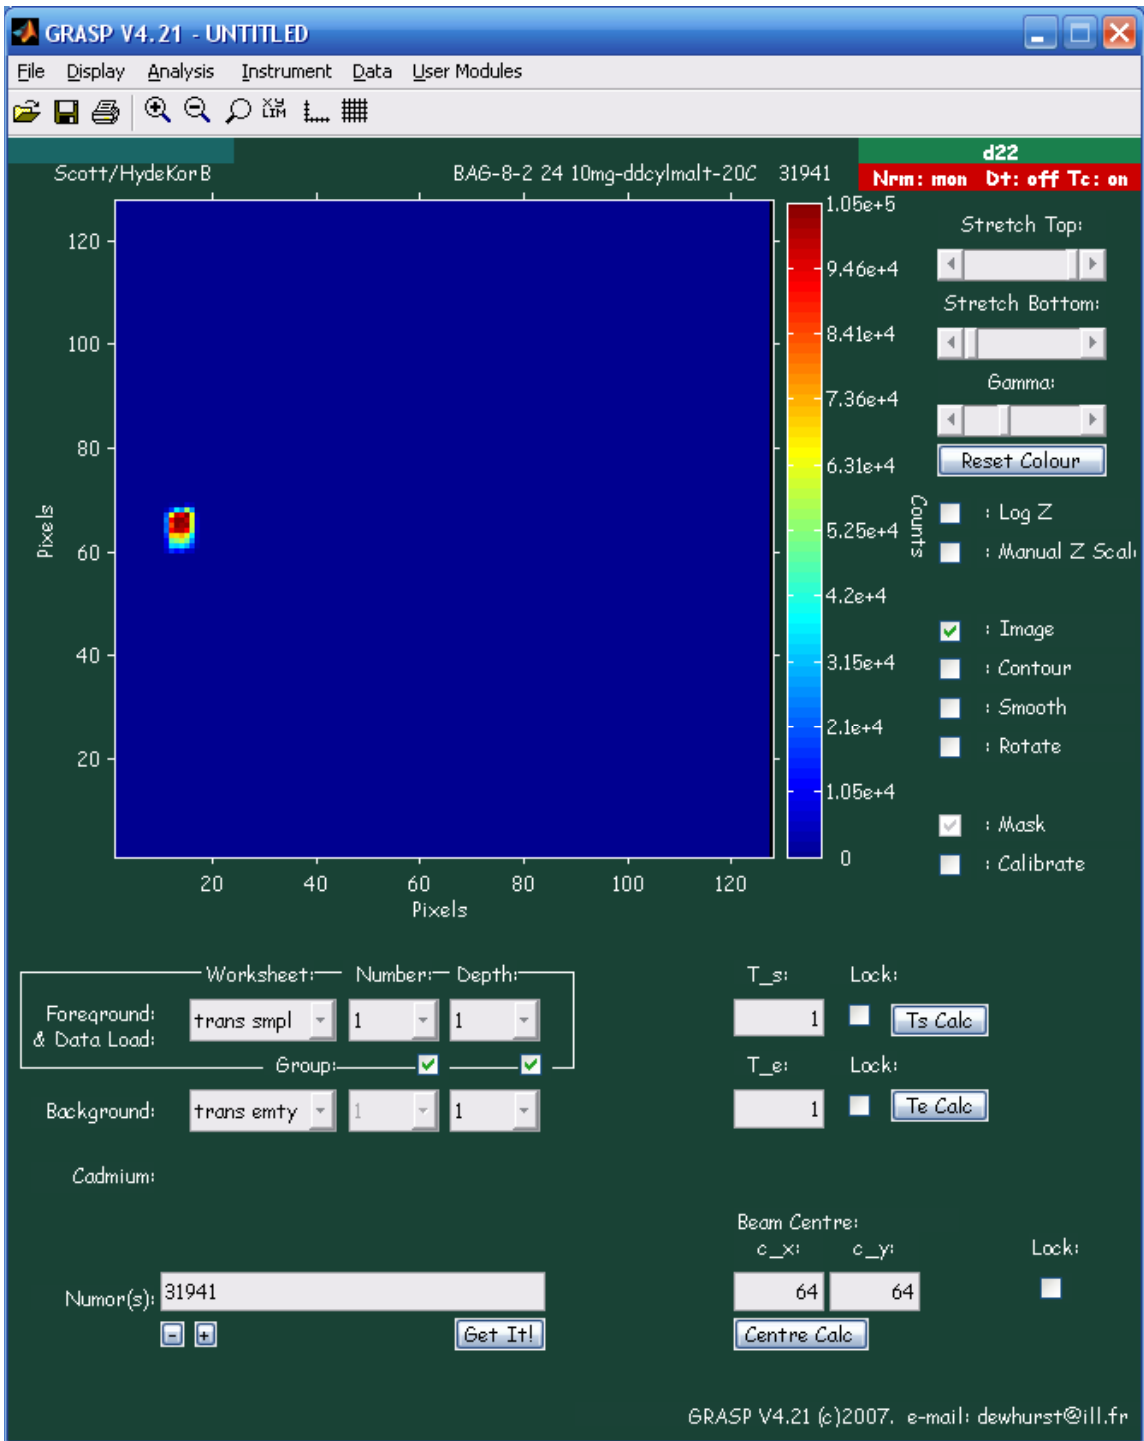 GRASP V4.21 - UNTITLED
File Display Analysis Instrument Data User Modules
XY LIM
d22
Scott/HydeKorB BAG-8-2 24 10mg-ddcylmalt-20C 31941 Nrm: mon Dt: off Tc: on
120
100
80
60
40
20
Pixels
20 40 60 80 100 120
Pixels
1.05e+5
9.46e+4
8.41e+4
7.36e+4
6.31e+4
5.25e+4
4.2e+4
3.15e+4
2.1e+4
1.05e+4
0
Counts
Stretch Top:
Stretch Bottom:
Gamma:
Reset Colour
: Log Z
: Manual Z Scal
: Image
: Contour
: Smooth
: Rotate
: Mask
: Calibrate
Worksheet: Number: Depth:
Foreground:
& Data Load:
trans smpl 1 1
Group:
Background: trans emty 1 1
Cadmium:
T_s: Lock:
1 Ts Calc
T_e: Lock:
1 Te Calc
Beam Centre:
c_x: c_y: Lock:
64 64
Centre Calc
Numor(s): 31941
- + Get It!
GRASP V4.21 (c)2007. e-mail: dewhurst@ill.fr